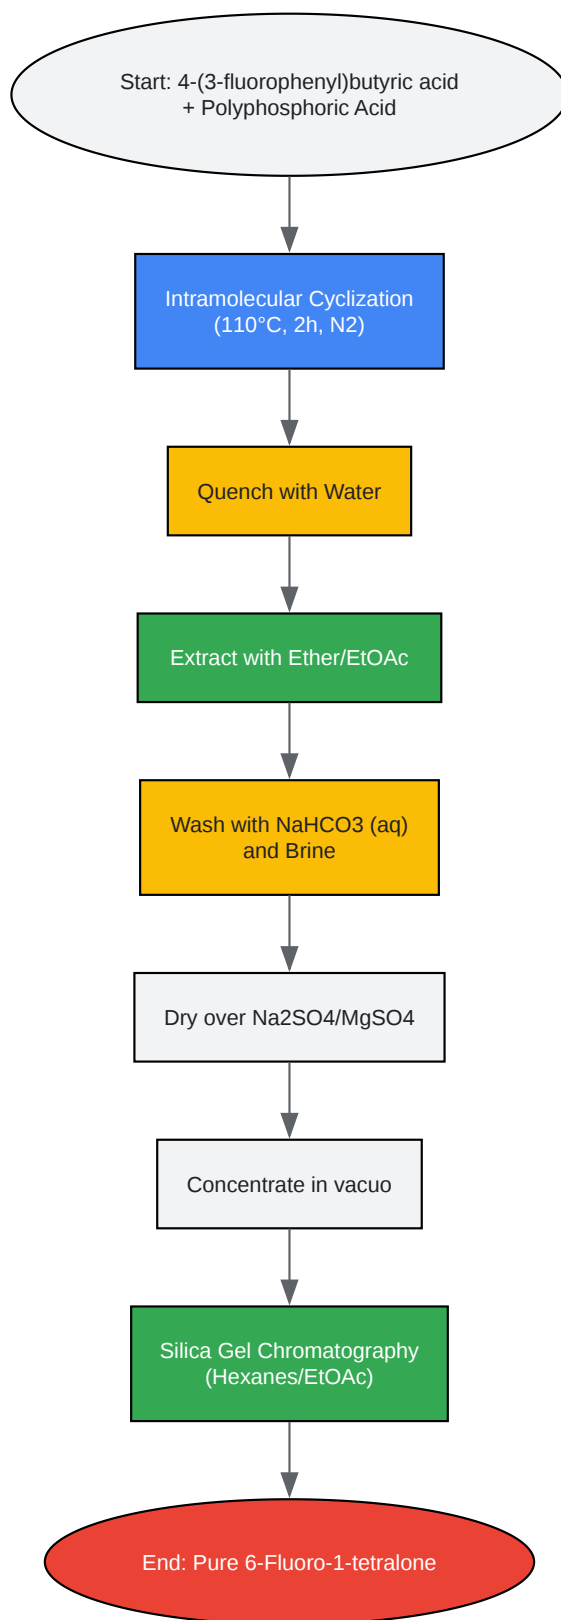 Start: 4-(3-fluorophenyl)butyric acid
+ Polyphosphoric Acid
Intramolecular Cyclization
(110°C, 2h, N2)
Quench with Water
Extract with Ether/EtOAc
Wash with NaHCO3 (aq)
and Brine
Dry over Na2SO4/MgSO4
Concentrate in vacuo
Silica Gel Chromatography
(Hexanes/EtOAc)
End: Pure 6-Fluoro-1-tetralone